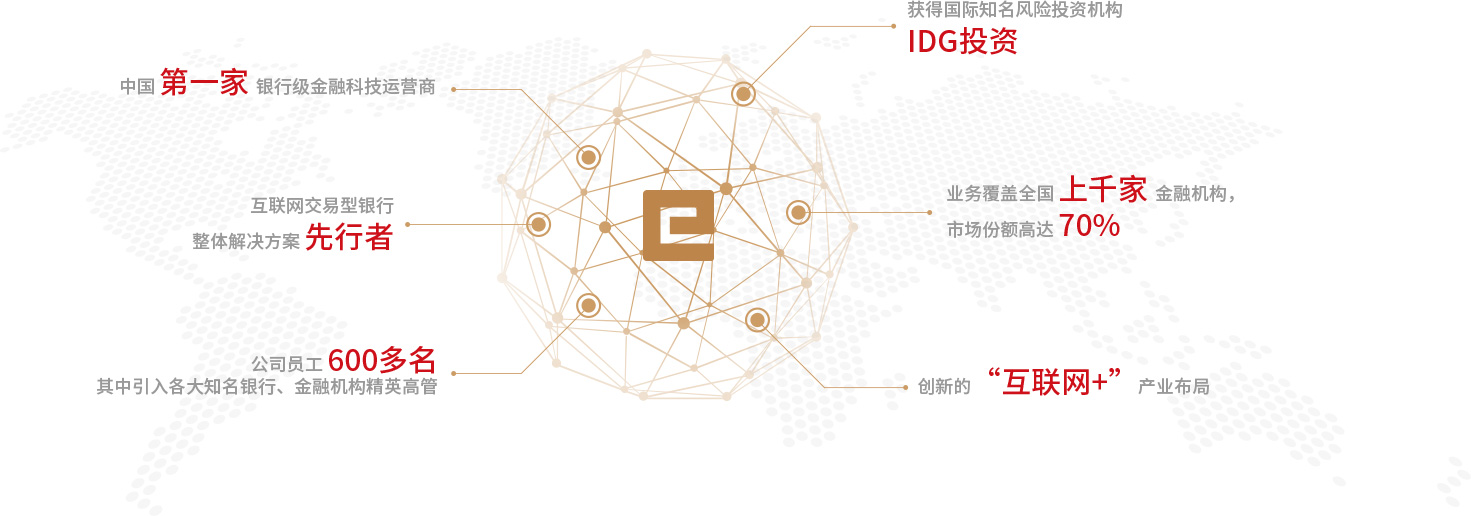 中国 第一家 银行级金融科技运营商
互联网交易型银行
整体解决方案 先行者
公司员工 600多名
其中引入各大知名银行、金融机构精英高管
获得国际知名风险投资机构
IDG投资
业务覆盖全国 上千家 金融机构，
市场份额高达 70%
创新的 “互联网+” 产业布局